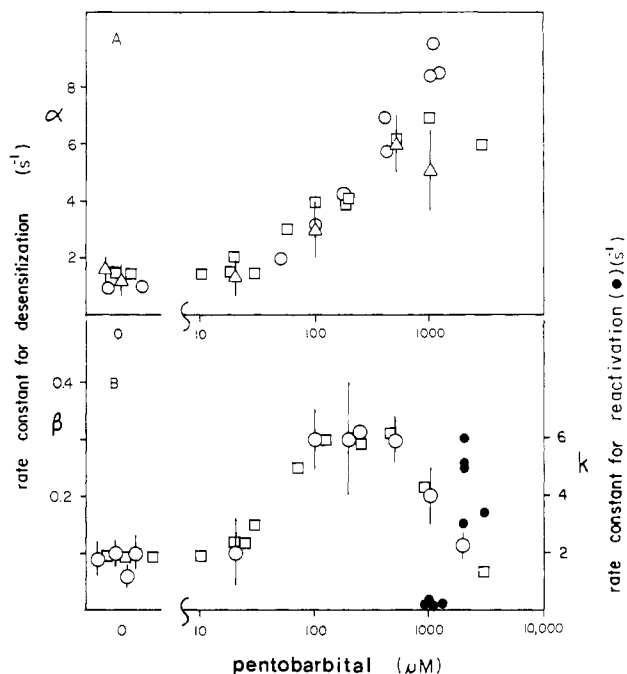 A
8
6
4
2
α
rate constant for desensitization (s⁻¹)
0
10
100
1000
B
0.4
0.1
β
6
4
2
k
rate constant for reactivation (●)(s⁻¹)
0
10
100
1000
10,000
pentobarbital (μM)